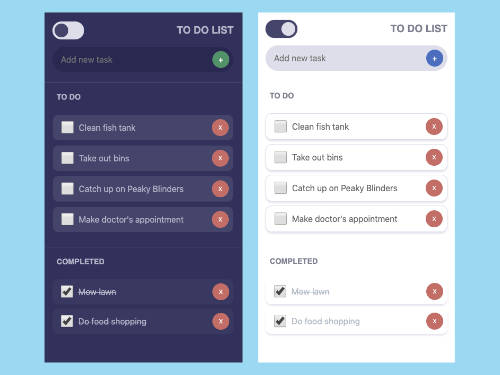 TO DO LIST
Add new task
+
TO DO
Clean fish tank
x
Take out bins
x
Catch up on Peaky Blinders
x
Make doctor's appointment
x
COMPLETED
Mow lawn
x
Do food shopping
x
TO DO LIST
Add new task
+
TO DO
Clean fish tank
x
Take out bins
x
Catch up on Peaky Blinders
x
Make doctor's appointment
x
COMPLETED
Mow lawn
x
Do food shopping
x